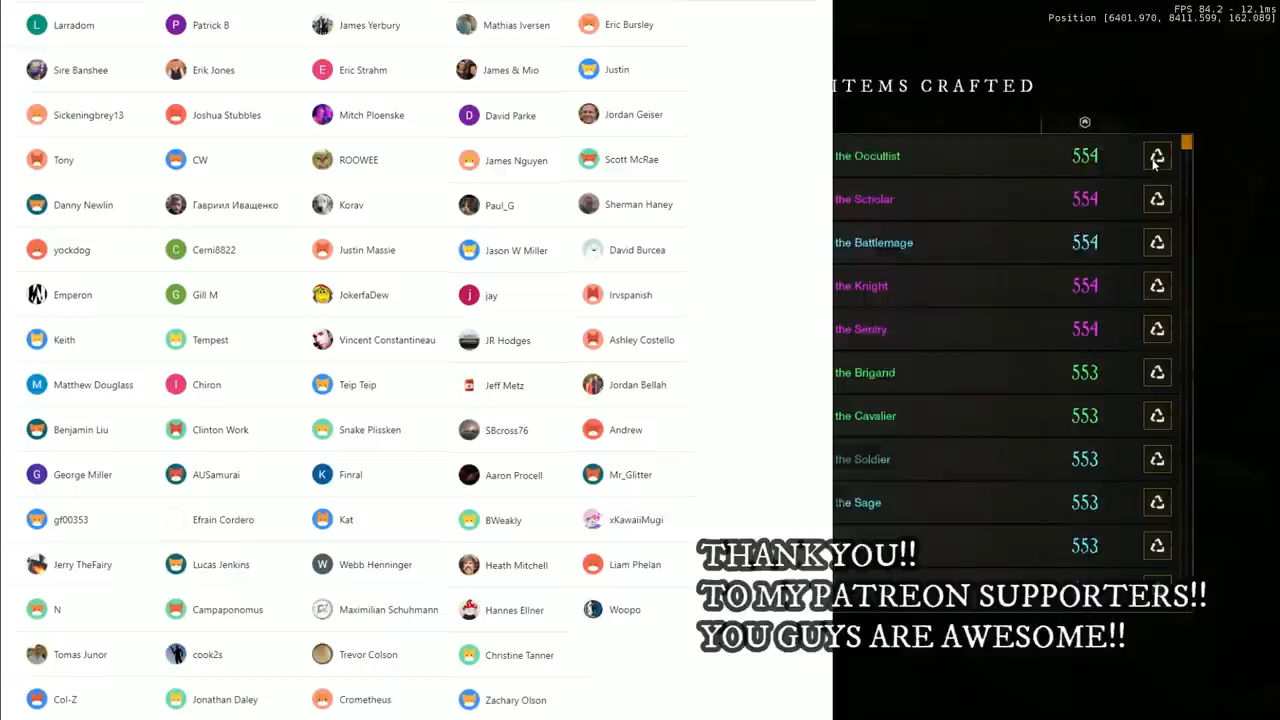 FPS 84.2 - 12.1ms
Position [6401.970, 8411.599, 162.089]
L Larradom
P Patrick B
James Yerbury
Mathias Iversen
Eric Bursley
Sire Banshee
Erik Jones
E Eric Strahm
James & Mio
Justin
Sickeningbrey13
Joshua Stubbles
Mitch Ploenske
D David Parke
Jordan Geiser
Tony
CW
ROOWEE
James Nguyen
Scott McRae
Danny Newlin
Гавриил Иващенко
Korav
Paul_G
Sherman Haney
yockdog
C Cerni8822
Justin Massie
Jason W Miller
David Burcea
Emperon
G Gill M
JokerfaDew
j jay
Irvspanish
Keith
Tempest
Vincent Constantineau
JR Hodges
Ashley Costello
M Matthew Douglass
I Chiron
Teip Teip
Jeff Metz
Jordan Bellah
Benjamin Liu
Clinton Work
Snake Plissken
SBcross76
Andrew
G George Miller
AUSamurai
K Finral
Aaron Procell
Mr_Glitter
gf00353
Efrain Cordero
Kat
BWeakly
xKawaiiMugi
Jerry TheFairy
Lucas Jenkins
W Webb Henninger
Heath Mitchell
Liam Phelan
N
Campaponomus
Maximilian Schuhmann
Hannes Ellner
Woopo
Tomas Junor
cook2s
Trevor Colson
Christine Tanner
Col-Z
Jonathan Daley
Crometheus
Zachary Olson
ITEMS CRAFTED
the Occultist 554
the Scholar 554
the Battlemage 554
the Knight 554
the Sentry 554
the Brigand 553
the Cavalier 553
the Soldier 553
the Sage 553
553
THANK YOU!!
TO MY PATREON SUPPORTERS!!
YOU GUYS ARE AWESOME!!